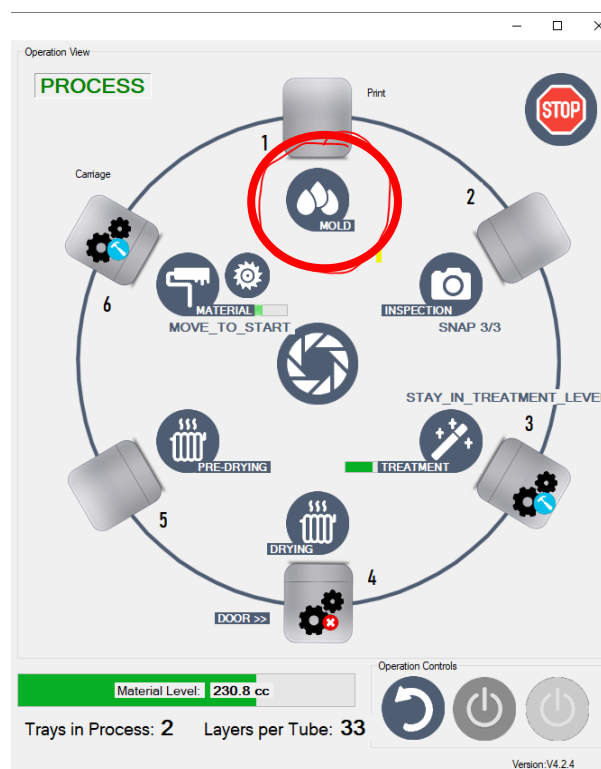 Operation View
PROCESS
Print
STOP
1
Carriage
2
MOLD
6
MATERIAL
INSPECTION
MOVE_TO_START
SNAP 3/3
STAY_IN_TREATMENT_LEVE
3
PRE-DRYING
TREATMENT
5
DRYING
4
DOOR >>
Operation Controls
Material Level: 230.8 cc
Trays in Process: 2 Layers per Tube: 33
Version:V4.2.4